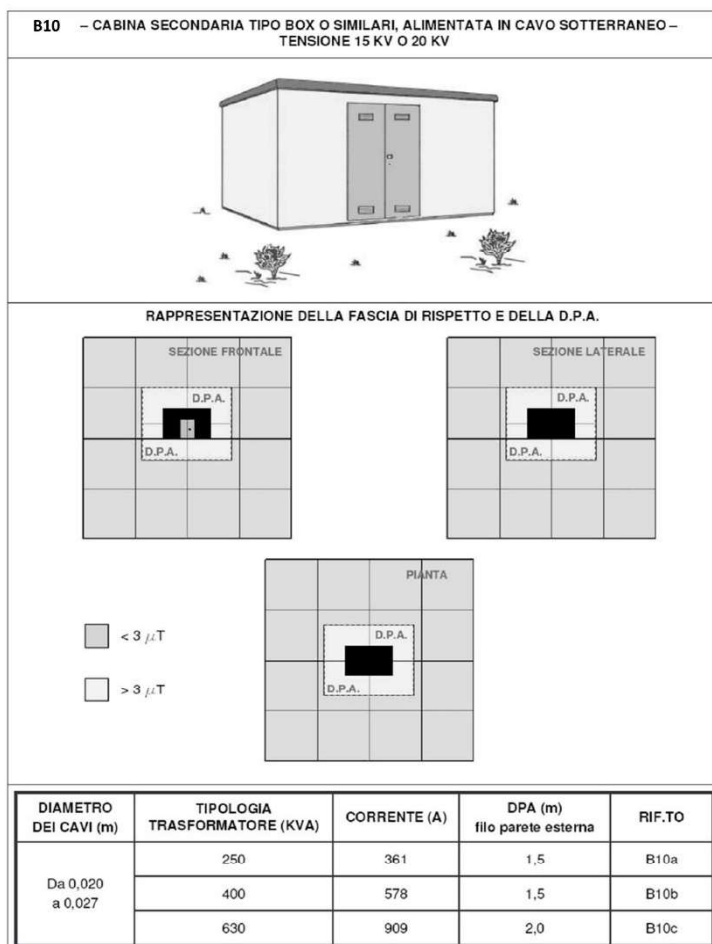 B10 – CABINA SECONDARIA TIPO BOX O SIMILARI, ALIMENTATA IN CAVO SOTTERRANEO –
TENSIONE 15 KV O 20 KV
RAPPRESENTAZIONE DELLA FASCIA DI RISPETTO E DELLA D.P.A.
SEZIONE FRONTALE
D.P.A.
D.P.A.
SEZIONE LATERALE
D.P.A.
D.P.A.
PIANTA
D.P.A.
D.P.A.
< 3 μT
> 3 μT
DIAMETRO DEI CAVI (m) TIPOLOGIA TRASFORMATORE (KVA) CORRENTE (A) DPA (m) filo parete esterna RIF.TO
Da 0,020 a 0,027
250 361 1,5 B10a
400 578 1,5 B10b
630 909 2,0 B10c